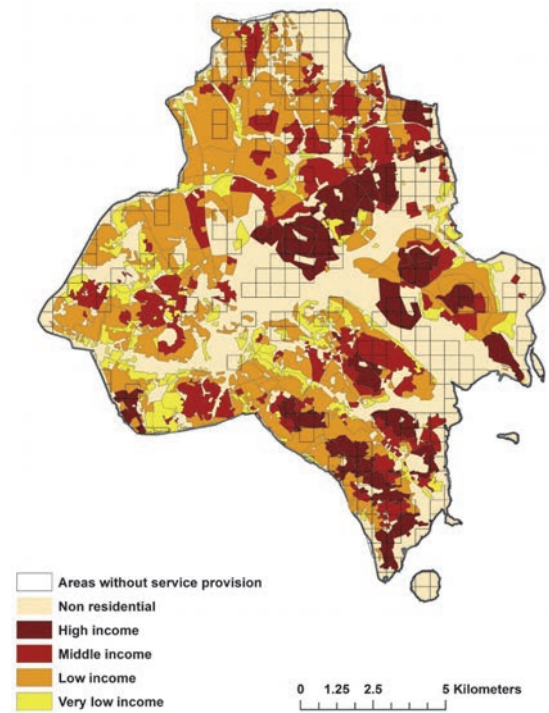 Areas without service provision
Non residential
High income
Middle income
Low income
Very low income
0 1.25 2.5 5 Kilometers